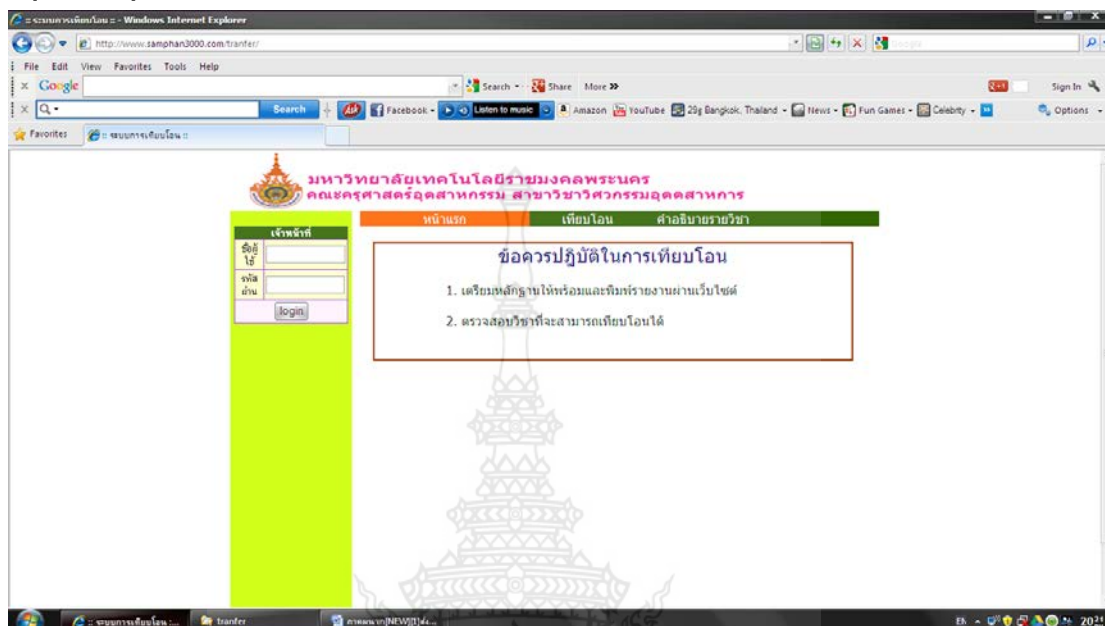 :: ระบบการเทียบโอน :: - Windows Internet Explorer
http://www.samphan3000.com/tranfer/
Google
File Edit View Favorites Tools Help
x Google Search Share More >> Sign In
x Search Facebook Listen to music Amazon YouTube 29g Bangkok, Thailand News Fun Games Celebrity Options
Favorites :: ระบบการเทียบโอน ::
มหาวิทยาลัยเทคโนโลยีราชมงคลพระนคร
คณะครุศาสตร์อุตสาหกรรม สาขาวิชาวิศวกรรมอุตสาหการ
หน้าแรก เทียบโอน คำอธิบายรายวิชา
เจ้าหน้าที่
ชื่อผู้ใช้
รหัสผ่าน
login
ข้อควรปฏิบัติในการเทียบโอน
1. เตรียมหลักฐานให้พร้อมและพิมพ์รายงานผ่านเว็บไซต์
2. ตรวจสอบวิชาที่จะสามารถเทียบโอนได้
:: ระบบการเทียบโอน :... tranfer EN